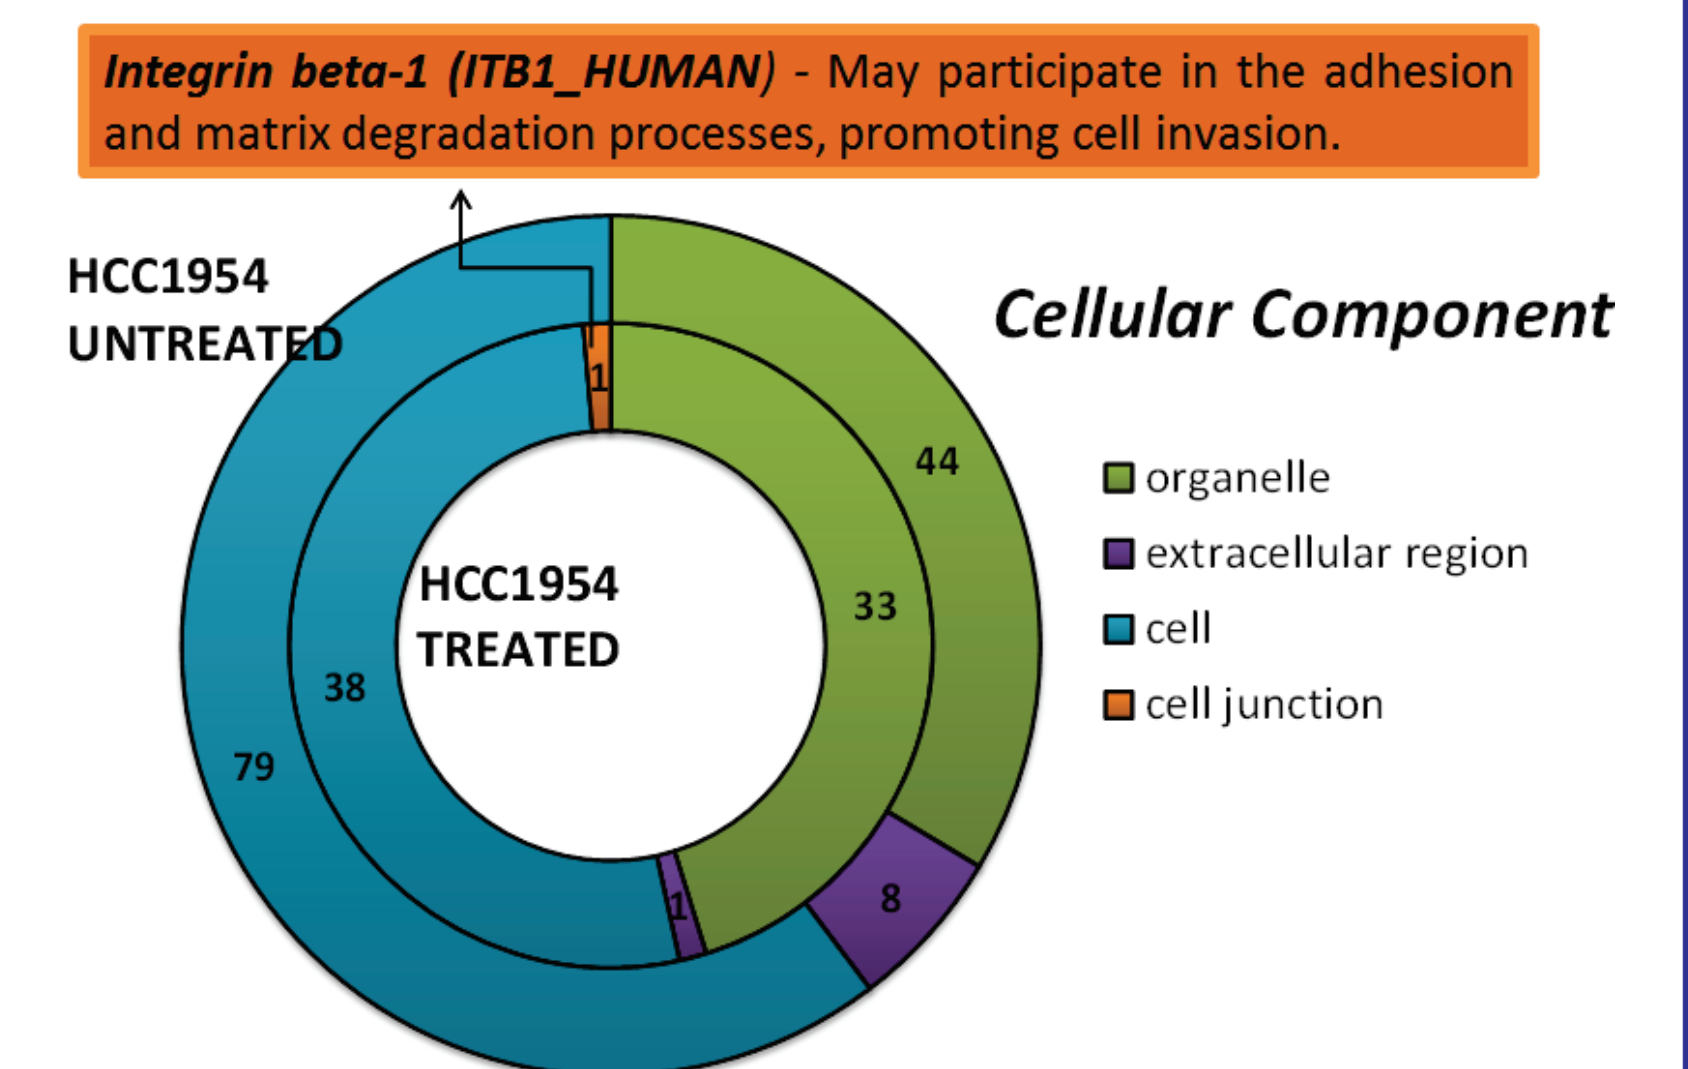 Integrin beta-1 (ITB1_HUMAN) - May participate in the adhesion
and matrix degradation processes, promoting cell invasion.
HCC1954
UNTREATED
Cellular Component
1
44
organelle
extracellular region
HCC1954
TREATED
33
cell
38
cell junction
79
8
1